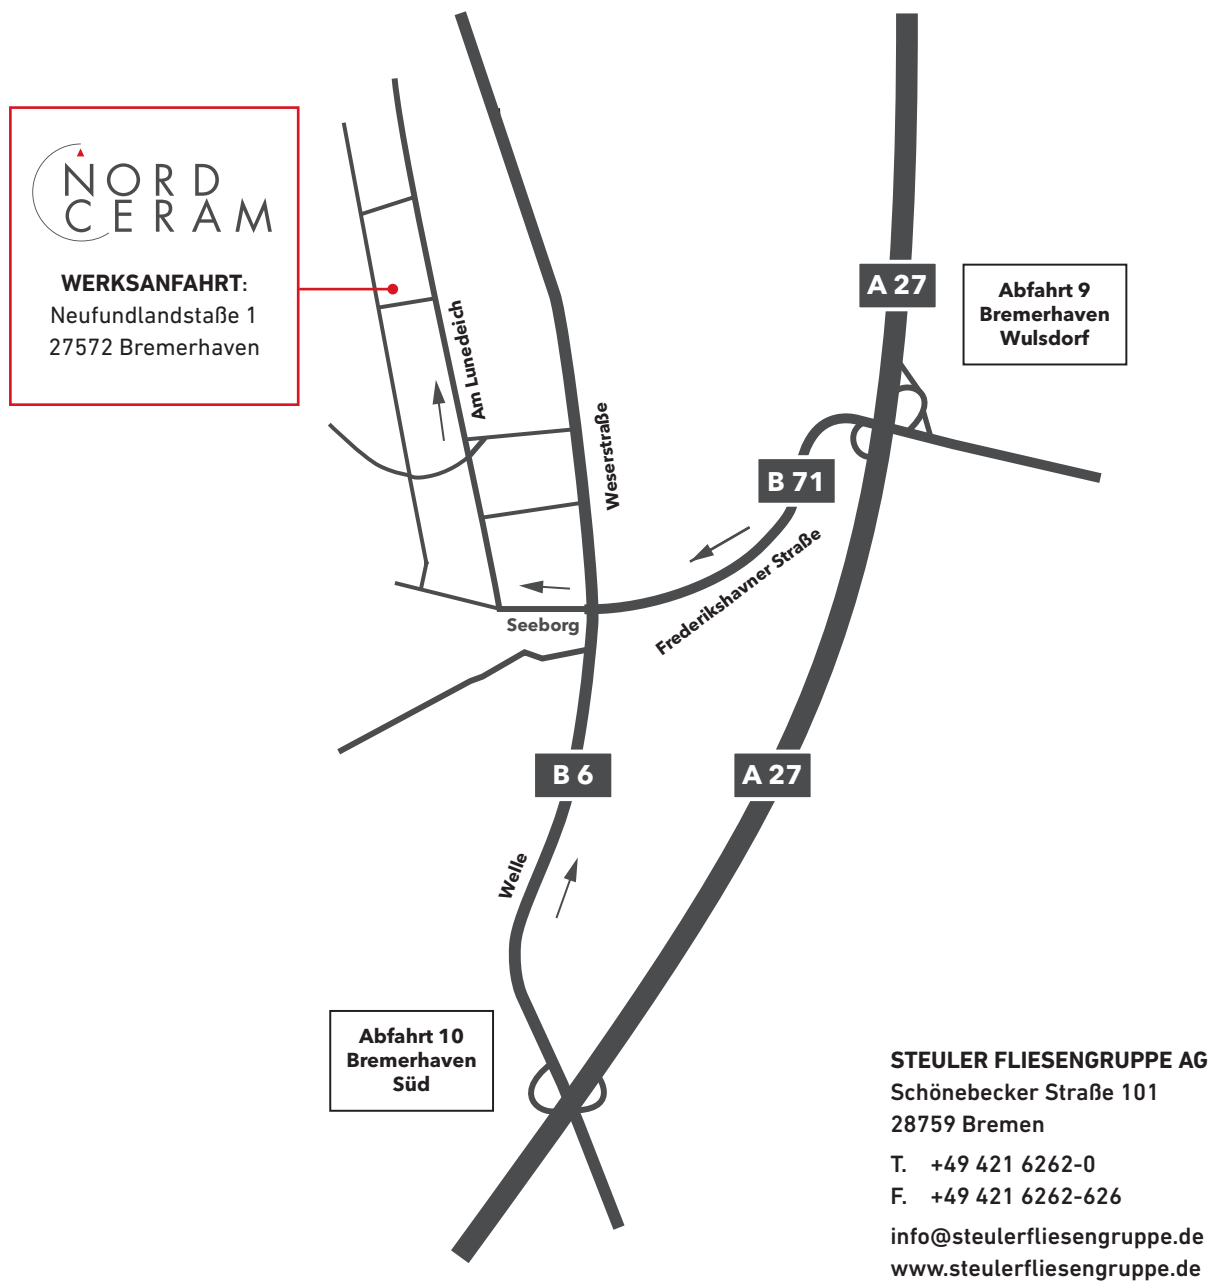 NORD
CERAM
WERKSANFAHRT:
Neufundlandstaße 1
27572 Bremerhaven
Am Lunedeich
Weserstraße
A 27
Abfahrt 9
Bremerhaven
Wulsdorf
B 71
Frederikshavner Straße
Seeborg
B 6
A 27
Welle
Abfahrt 10
Bremerhaven
Süd
STEULER FLIESENGRUPPE AG
Schönebecker Straße 101
28759 Bremen
T. +49 421 6262-0
F. +49 421 6262-626
info@steulerfliesengruppe.de
www.steulerfliesengruppe.de